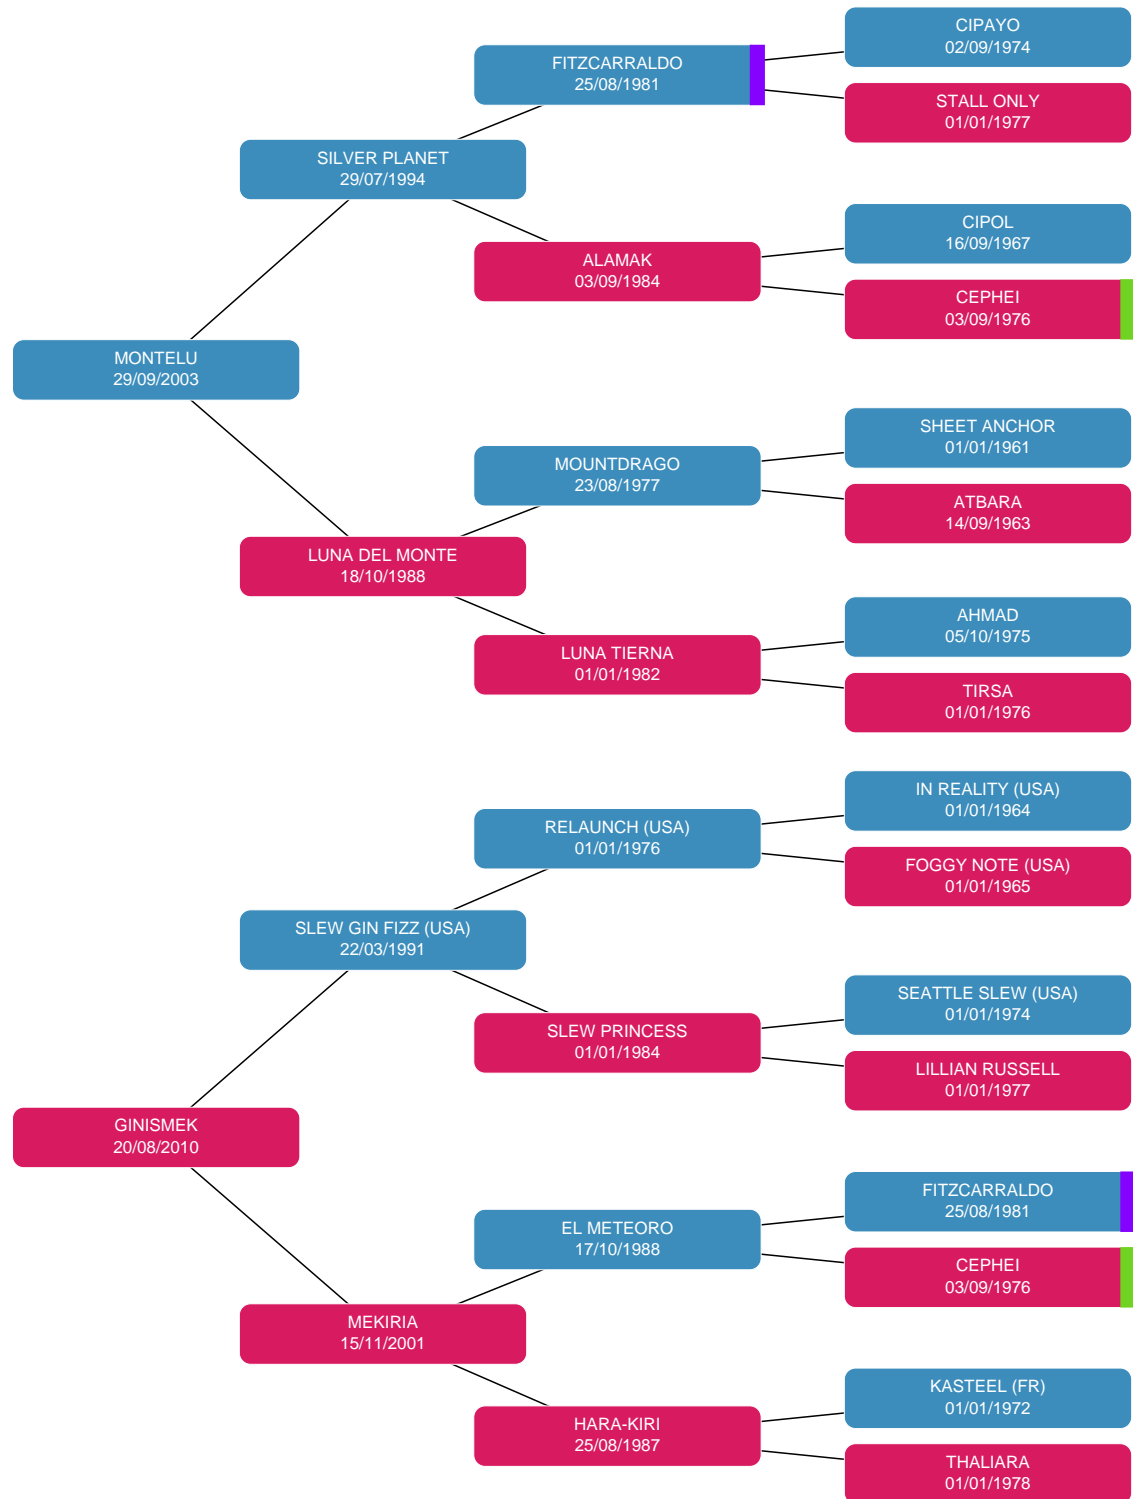 CIPAYO
02/09/1974
FITZCARRALDO
25/08/1981
STALL ONLY
01/01/1977
SILVER PLANET
29/07/1994
CIPOL
16/09/1967
ALAMAK
03/09/1984
CEPHEI
03/09/1976
MONTELU
29/09/2003
SHEET ANCHOR
01/01/1961
MOUNTDRAGO
23/08/1977
ATBARA
14/09/1963
LUNA DEL MONTE
18/10/1988
AHMAD
05/10/1975
LUNA TIERNA
01/01/1982
TIRSA
01/01/1976
IN REALITY (USA)
01/01/1964
RELAUNCH (USA)
01/01/1976
FOGGY NOTE (USA)
01/01/1965
SLEW GIN FIZZ (USA)
22/03/1991
SEATTLE SLEW (USA)
01/01/1974
SLEW PRINCESS
01/01/1984
LILLIAN RUSSELL
01/01/1977
GINISMEK
20/08/2010
FITZCARRALDO
25/08/1981
EL METEORO
17/10/1988
CEPHEI
03/09/1976
MEKIRIA
15/11/2001
KASTEEL (FR)
01/01/1972
HARA-KIRI
25/08/1987
THALIARA
01/01/1978